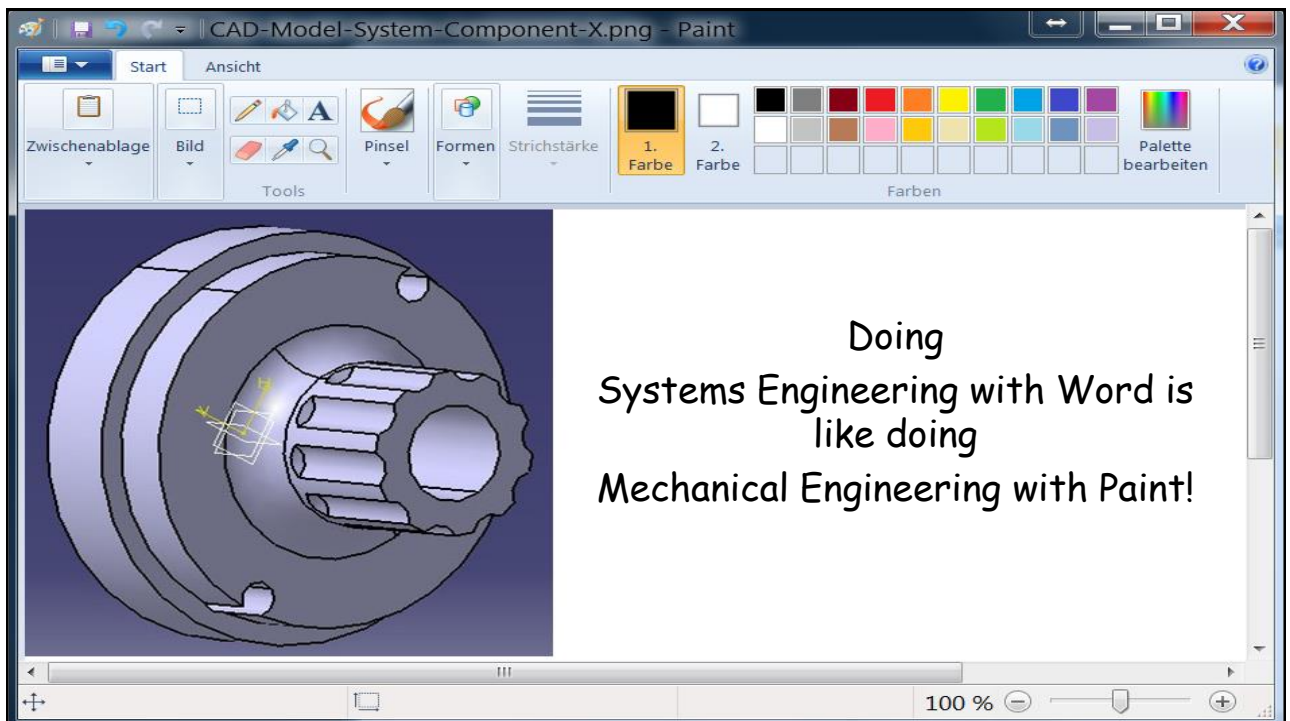 CAD-Model-System-Component-X.png - Paint
Start Ansicht
Zwischenablage Bild Pinsel Formen Strichstärke 1. Farbe 2. Farbe Palette bearbeiten
Tools Farben
Doing
Systems Engineering with Word is
like doing
Mechanical Engineering with Paint!
100 %